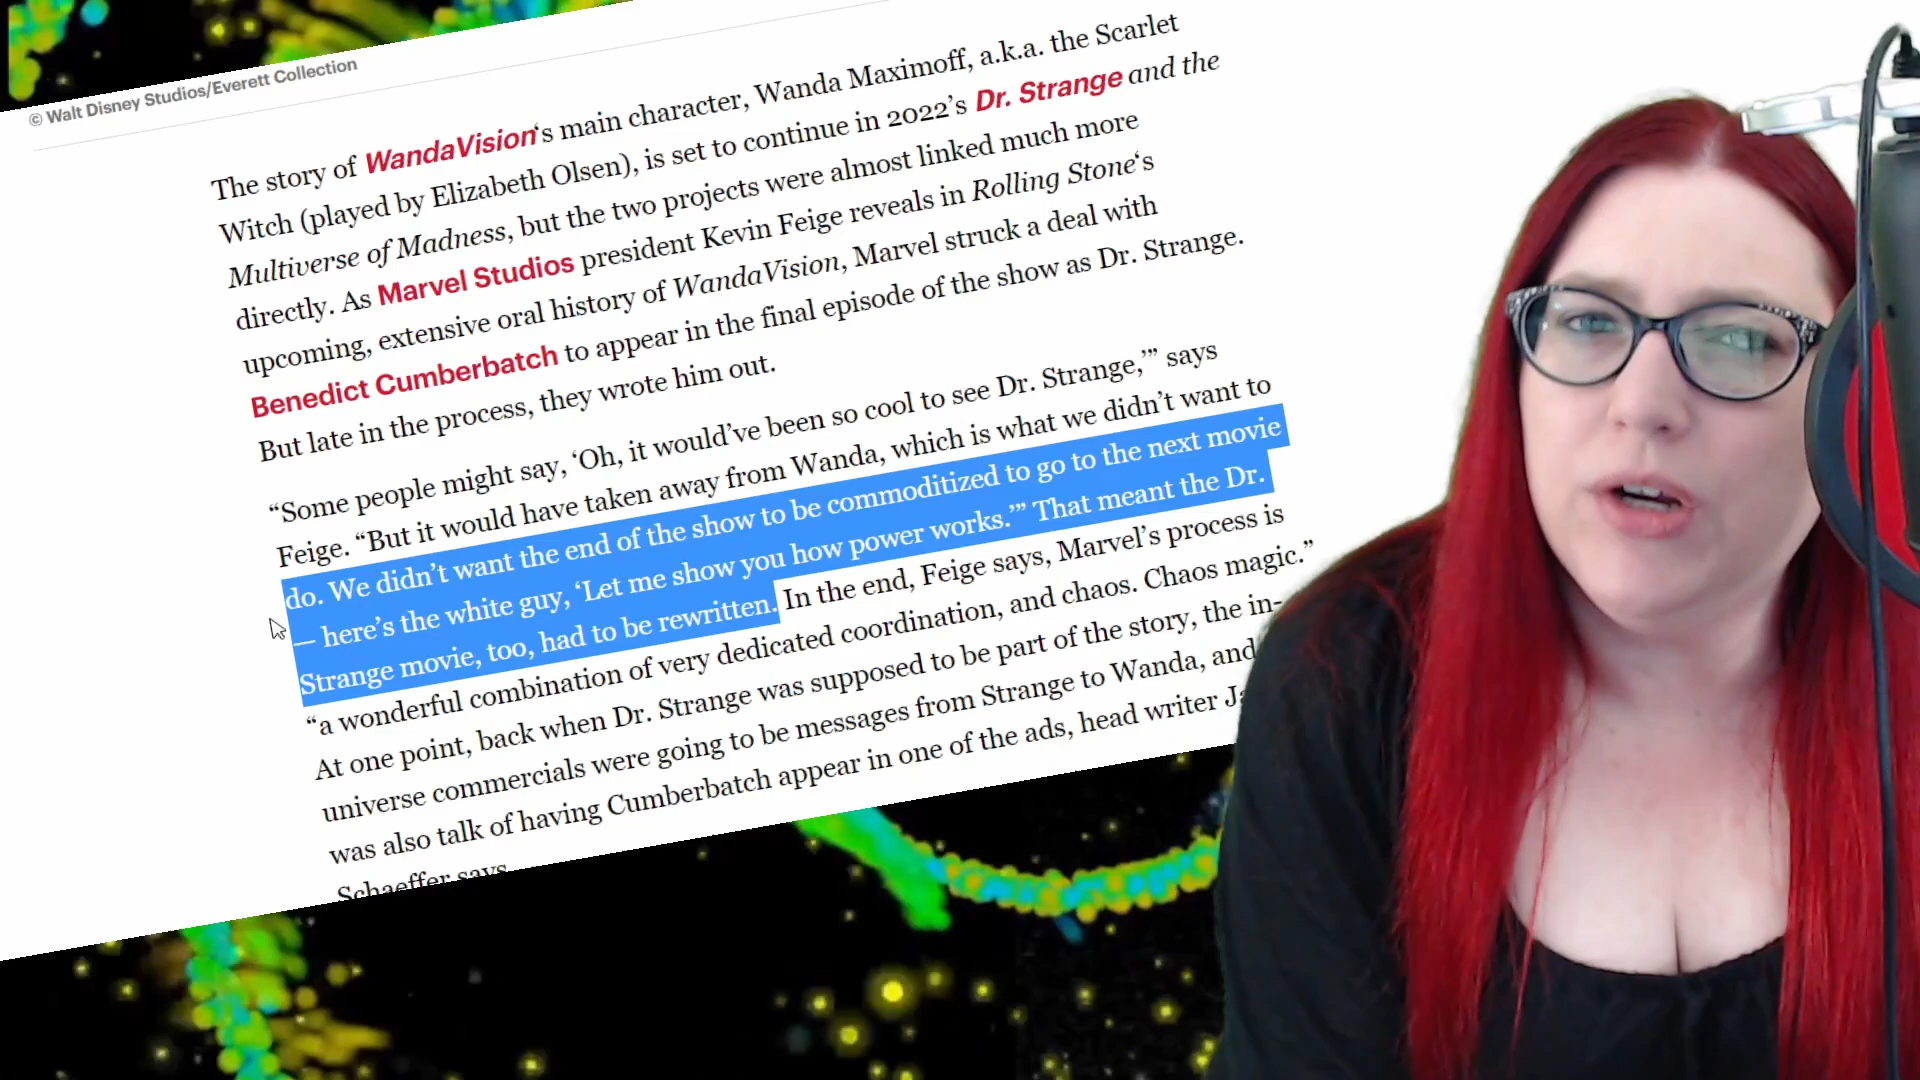 © Walt Disney Studios/Everett Collection
The story of WandaVision‘s main character, Wanda Maximoff, a.k.a. the Scarlet
Witch (played by Elizabeth Olsen), is set to continue in 2022’s Dr. Strange and the
Multiverse of Madness, but the two projects were almost linked much more
directly. As Marvel Studios president Kevin Feige reveals in Rolling Stone‘s
upcoming, extensive oral history of WandaVision, Marvel struck a deal with
Benedict Cumberbatch to appear in the final episode of the show as Dr. Strange.
But late in the process, they wrote him out.
“Some people might say, ‘Oh, it would’ve been so cool to see Dr. Strange,’” says
Feige. “But it would have taken away from Wanda, which is what we didn’t want to
do. We didn’t want the end of the show to be commoditized to go to the next movie
— here’s the white guy, ‘Let me show you how power works.’” That meant the Dr.
Strange movie, too, had to be rewritten. In the end, Feige says, Marvel’s process is
“a wonderful combination of very dedicated coordination, and chaos. Chaos magic.”
At one point, back when Dr. Strange was supposed to be part of the story, the in-
universe commercials were going to be messages from Strange to Wanda, and
was also talk of having Cumberbatch appear in one of the ads, head writer
Schaeffer says.